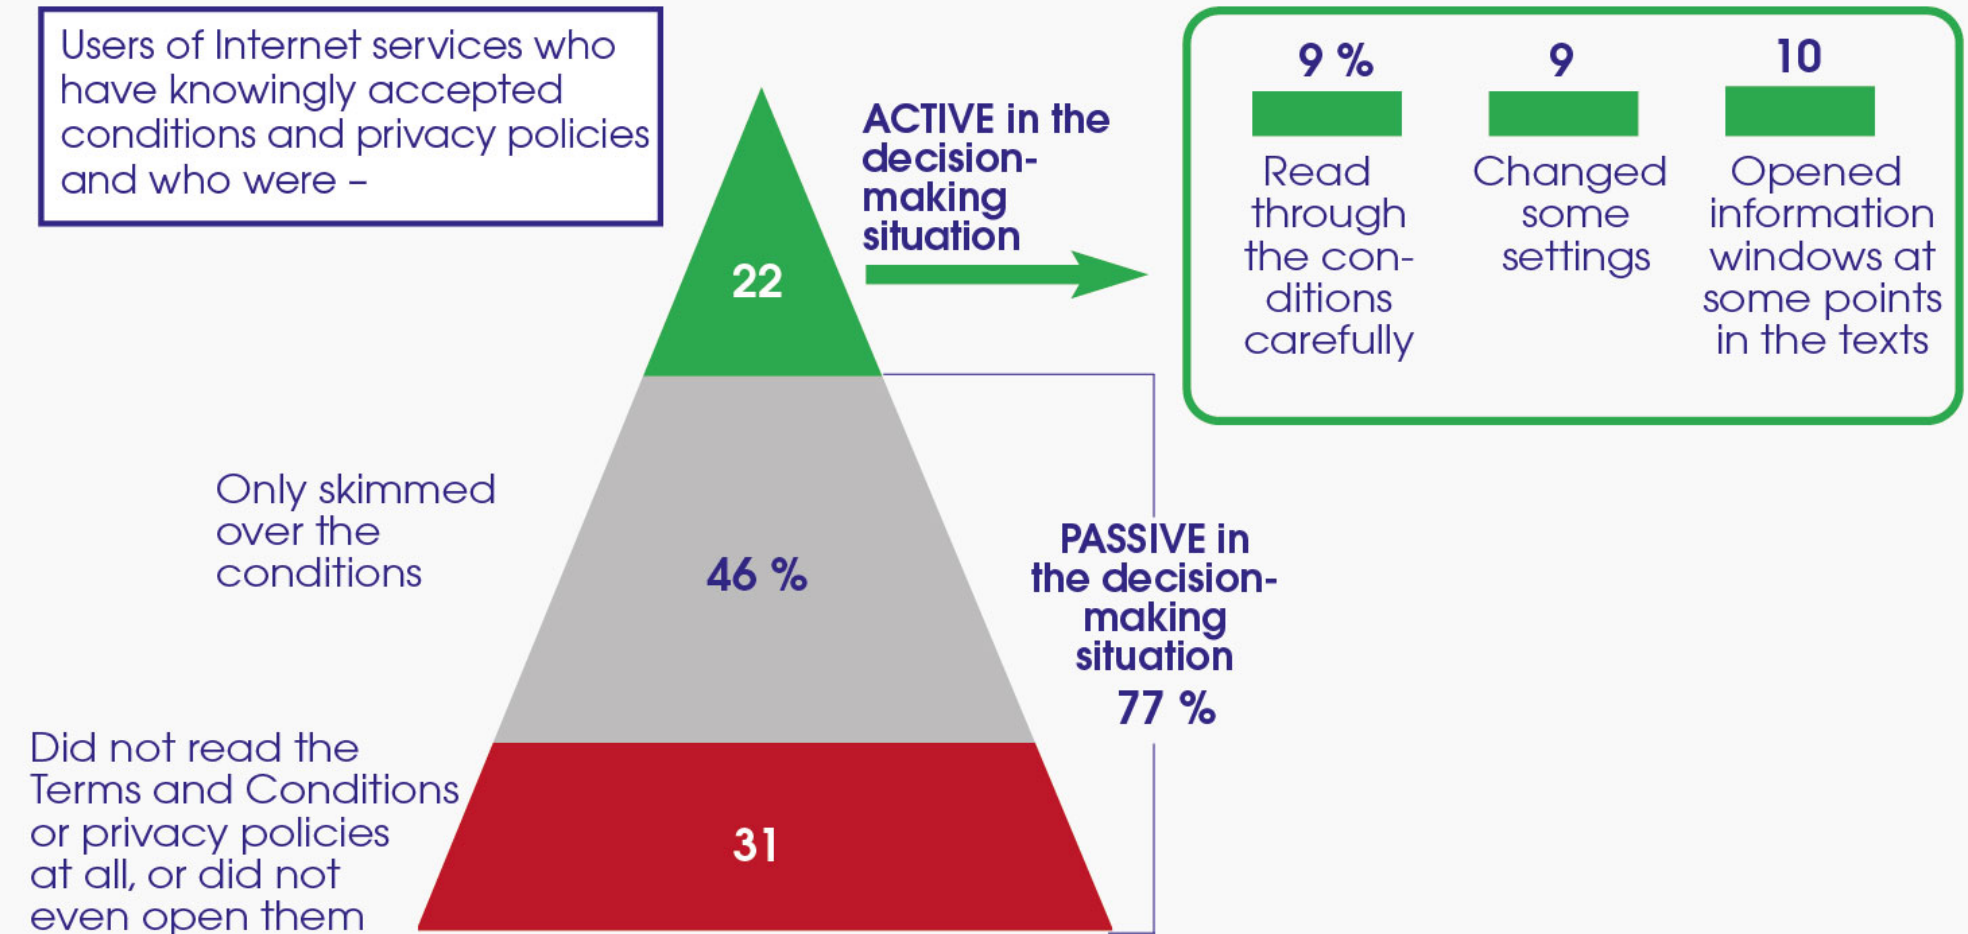 Users of Internet services who
have knowingly accepted
conditions and privacy policies
and who were –
ACTIVE in the
decision-
making
situation
22
9 %
Read
through
the con-
ditions
carefully
9
Changed
some
settings
10
Opened
information
windows at
some points
in the texts
Only skimmed
over the
conditions
46 %
PASSIVE in
the decision-
making
situation
77 %
Did not read the
Terms and Conditions
or privacy policies
at all, or did not
even open them
31